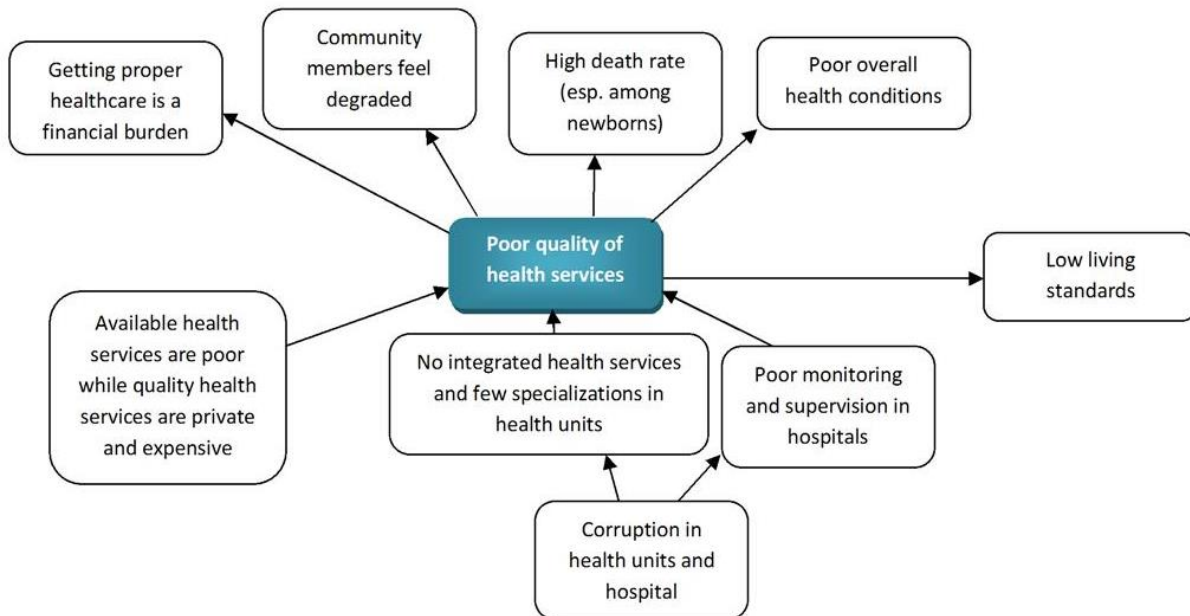 Getting proper
healthcare is a
financial burden
Community
members feel
degraded
High death rate
(esp. among
newborns)
Poor overall
health conditions
Poor quality of
health services
Low living
standards
Available health
services are poor
while quality health
services are private
and expensive
No integrated health services
and few specializations in
health units
Poor monitoring
and supervision in
hospitals
Corruption in
health units and
hospital